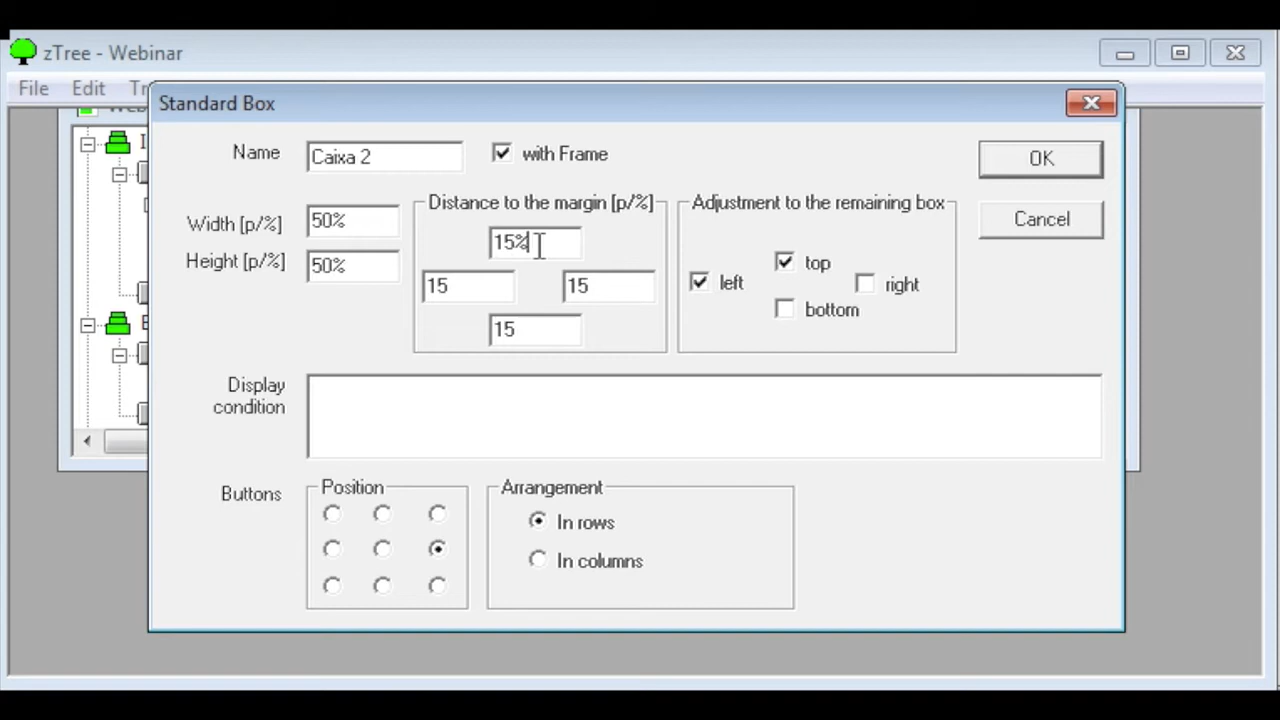 zTree - Webinar
File Edit Tr
Standard Box
Name Caixa 2 with Frame OK
Width [p/%] 50% Distance to the margin [p/%] Adjustment to the remaining box Cancel
15%
Height [p/%] 50% 15 15 left top right
15 bottom
Display
condition
Buttons Position Arrangement
In rows
In columns